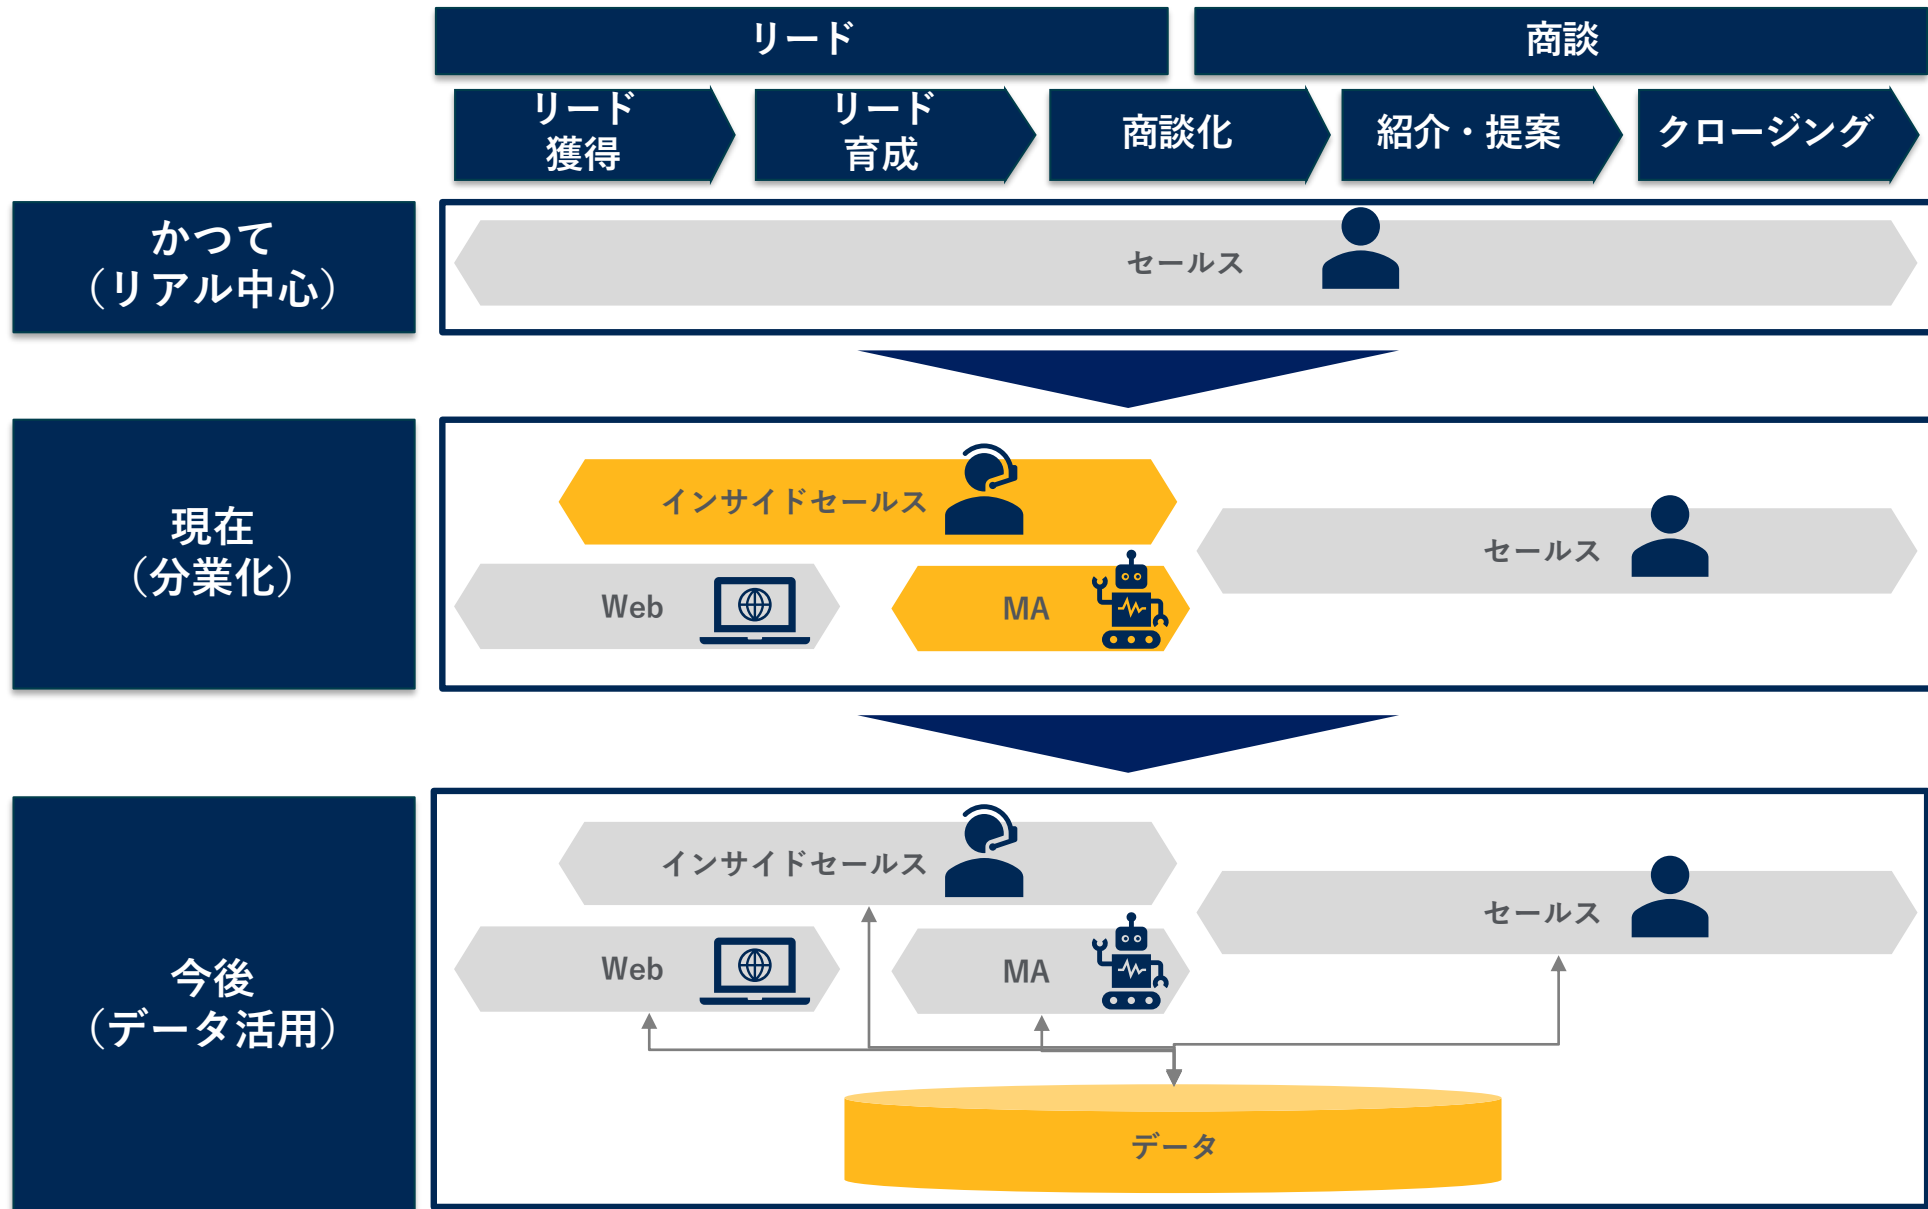 リード
商談
リード
獲得
リード
育成
商談化
紹介・提案
クロージング
かつて
（リアル中心）
セールス
現在
（分業化）
インサイドセールス
セールス
Web
MA
今後
（データ活用）
インサイドセールス
セールス
Web
MA
データ